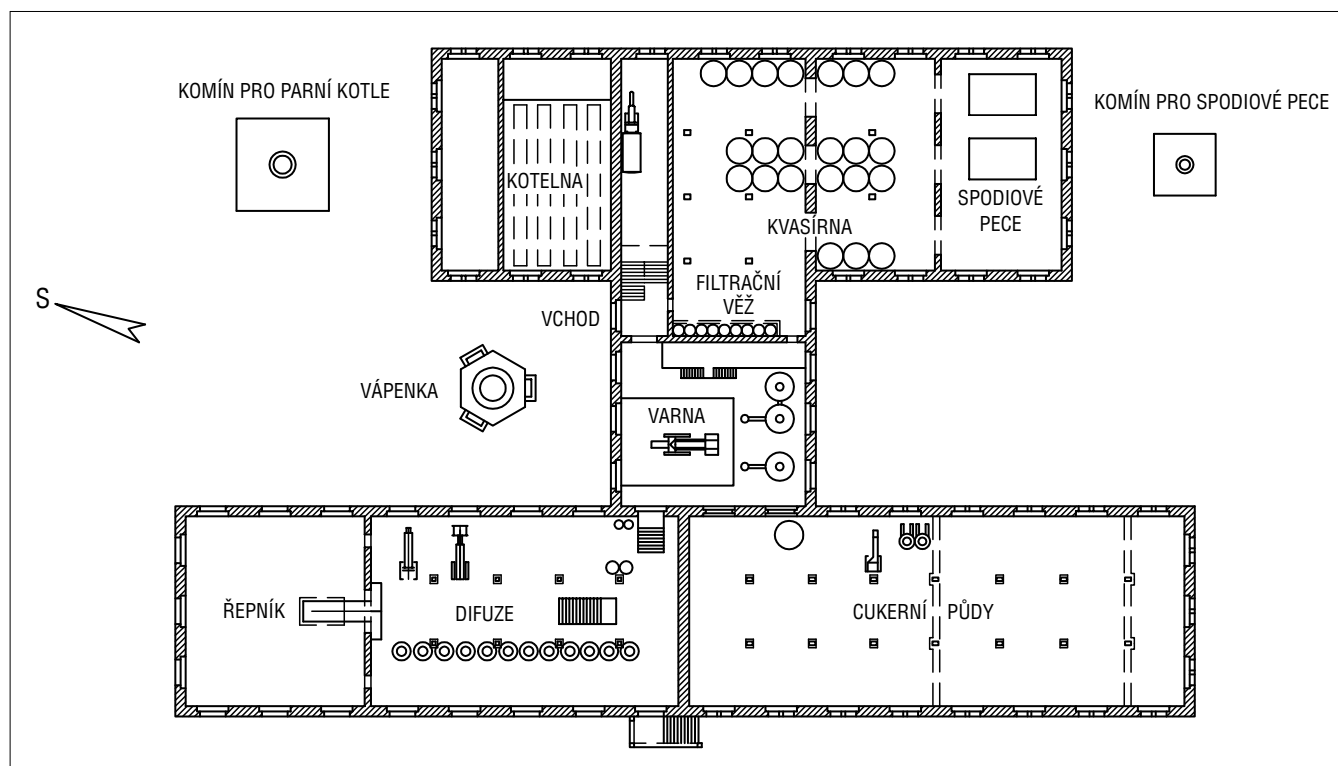 KOMÍN PRO PARNÍ KOTLE
KOMÍN PRO SPODIOVÉ PECE
KOTELNA
KVASÍRNA
SPODIOVÉ
PECE
FILTRAČNÍ
VĚŽ
S
VCHOD
VÁPENKA
VARNA
ŘEPNÍK
DIFUZE
CUKERNÍ PŮDY